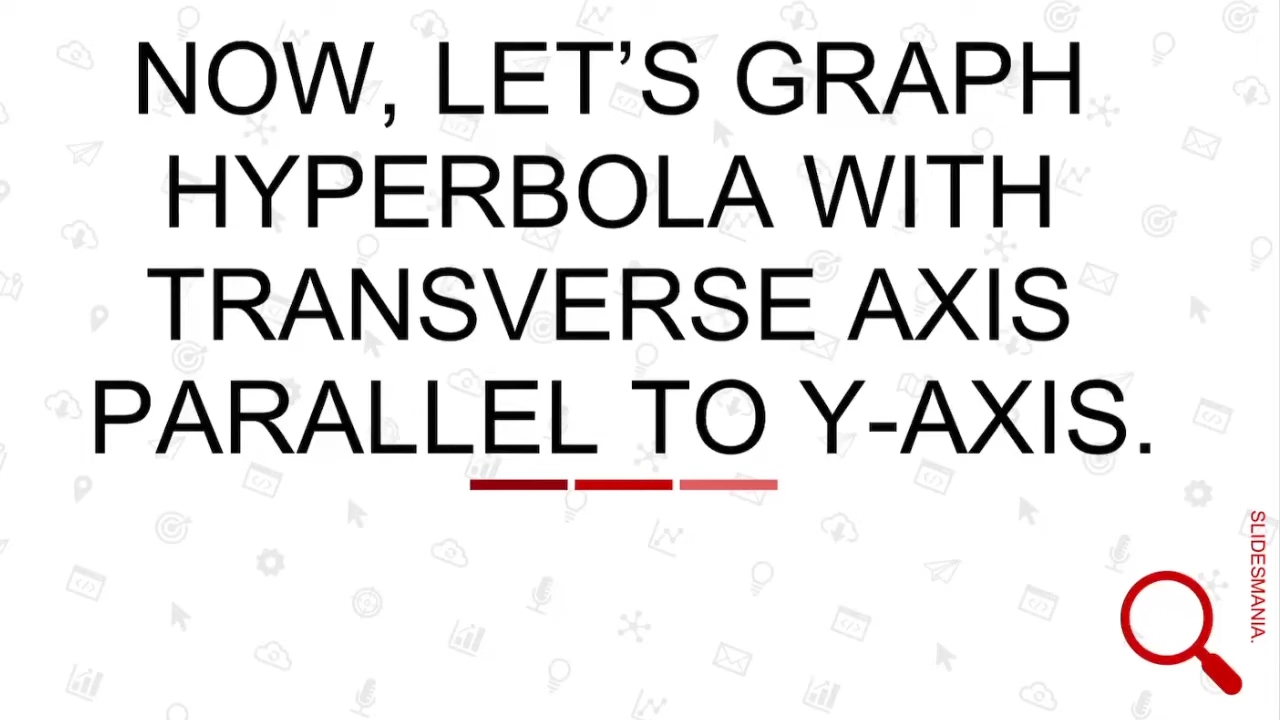 NOW, LET’S GRAPH
HYPERBOLA WITH
TRANSVERSE AXIS
PARALLEL TO Y-AXIS.
SLIDESMANIA.